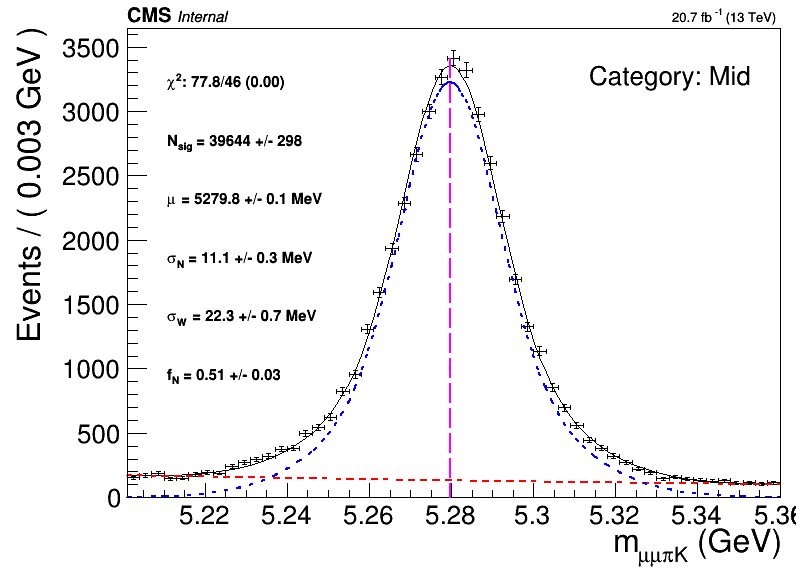 CMS Internal
20.7 fb⁻¹ (13 TeV)
Events / ( 0.003 GeV )
3500
3000
2500
2000
1500
1000
500
0
χ²: 77.8/46 (0.00)
N_sig = 39644 +/- 298
μ = 5279.8 +/- 0.1 MeV
σ_N = 11.1 +/- 0.3 MeV
σ_W = 22.3 +/- 0.7 MeV
f_N = 0.51 +/- 0.03
Category: Mid
5.22 5.24 5.26 5.28 5.3 5.32 5.34 5.36
m_μμπK (GeV)